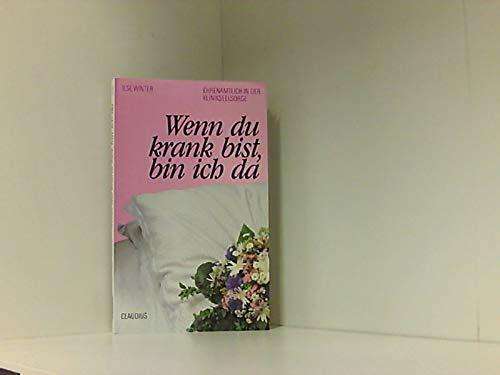 ILSE WINTER
EHRENAMTLICH IN DER
KLINIKSEELSORGE
Wenn du
krank bist,
bin ich da
CLAUDIUS